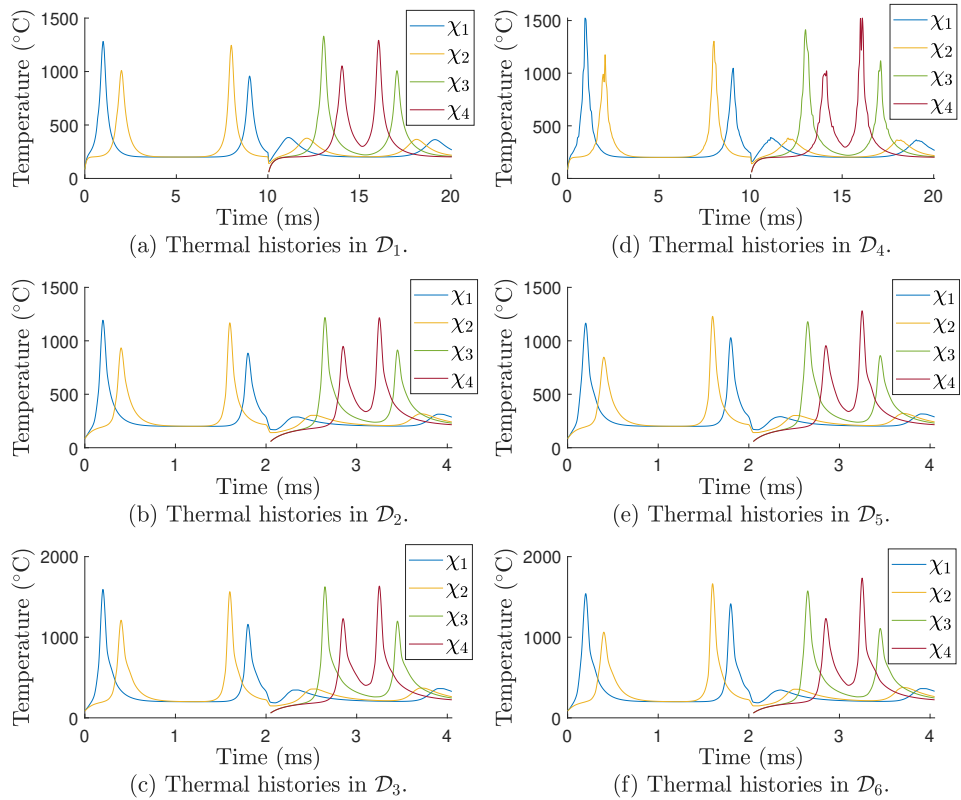 Temperature (°C)
1500
1000
500
0
0 5 10 15 20
Time (ms)
χ1
χ2
χ3
χ4
(a) Thermal histories in D1.
Temperature (°C)
1500
1000
500
0
0 5 10 15 20
Time (ms)
χ1
χ2
χ3
χ4
(d) Thermal histories in D4.
Temperature (°C)
1500
1000
500
0
0 1 2 3 4
Time (ms)
χ1
χ2
χ3
χ4
(b) Thermal histories in D2.
Temperature (°C)
1500
1000
500
0
0 1 2 3 4
Time (ms)
χ1
χ2
χ3
χ4
(e) Thermal histories in D5.
Temperature (°C)
2000
1000
0
0 1 2 3 4
Time (ms)
χ1
χ2
χ3
χ4
(c) Thermal histories in D3.
Temperature (°C)
2000
1000
0
0 1 2 3 4
Time (ms)
χ1
χ2
χ3
χ4
(f) Thermal histories in D6.